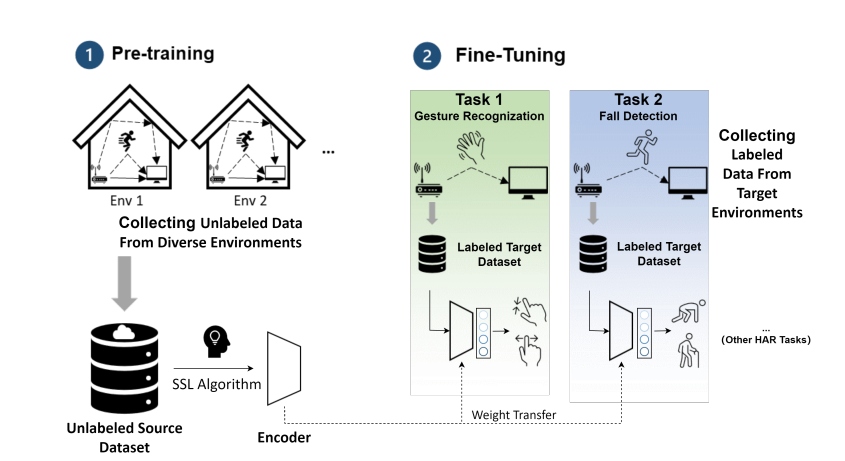 1 Pre-training
Env 1
Env 2
...
Collecting Unlabeled Data
From Diverse Environments
SSL Algorithm
Unlabeled Source
Dataset
Encoder
2 Fine-Tuning
Task 1
Gesture Recognization
Labeled Target
Dataset
Task 2
Fall Detection
Labeled Target
Dataset
Collecting
Labeled
Data From
Target
Environments
...
(Other HAR Tasks)
Weight Transfer